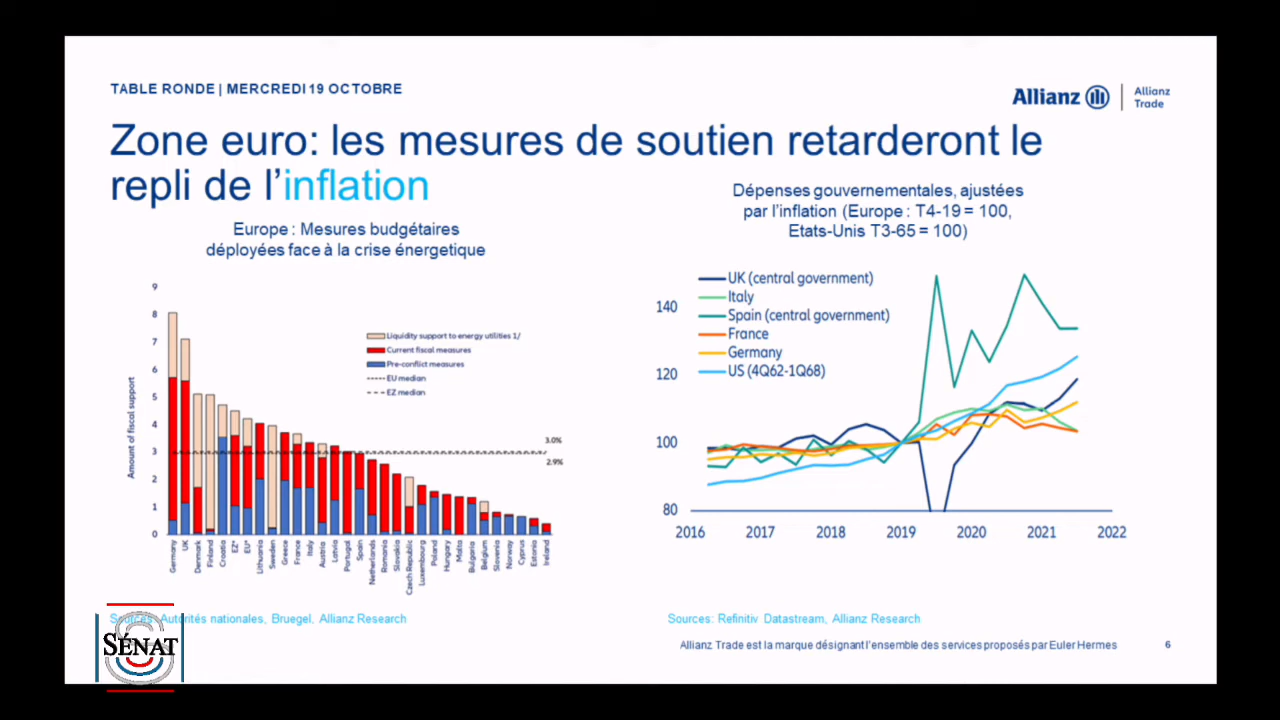 TABLE RONDE | MERCREDI 19 OCTOBRE
Allianz
Allianz
Trade
Zone euro: les mesures de soutien retarderont le
repli de l'inflation
Europe : Mesures budgétaires
déployées face à la crise énergetique
Dépenses gouvernementales, ajustées
par l'inflation (Europe : T4-19 = 100,
Etats-Unis T3-65 = 100)
9
8
7
6
5
4
3
2
1
0
Amount of fiscal support
Liquidity support to energy utilities 1/
Current fiscal measures
Pre-conflict measures
EU median
EZ median
3.0%
2.9%
Germany
UK
Denmark
Finland
Croatia
EZ*
EU*
Lithuania
Sweden
Greece
France
Italy
Austria
Latvia
Portugal
Spain
Netherlands
Romania
Slovakia
Czech Republic
Luxembourg
Poland
Hungary
Malta
Bulgaria
Belgium
Slovenia
Norway
Cyprus
Estonia
Ireland
UK (central government)
Italy
Spain (central government)
France
Germany
US (4Q62-1Q68)
140
120
100
80
2016 2017 2018 2019 2020 2021 2022
Sources: Autorités nationales, Bruegel, Allianz Research
Sources: Refinitiv Datastream, Allianz Research
SÉNAT
Allianz Trade est la marque désignant l'ensemble des services proposés par Euler Hermes
6